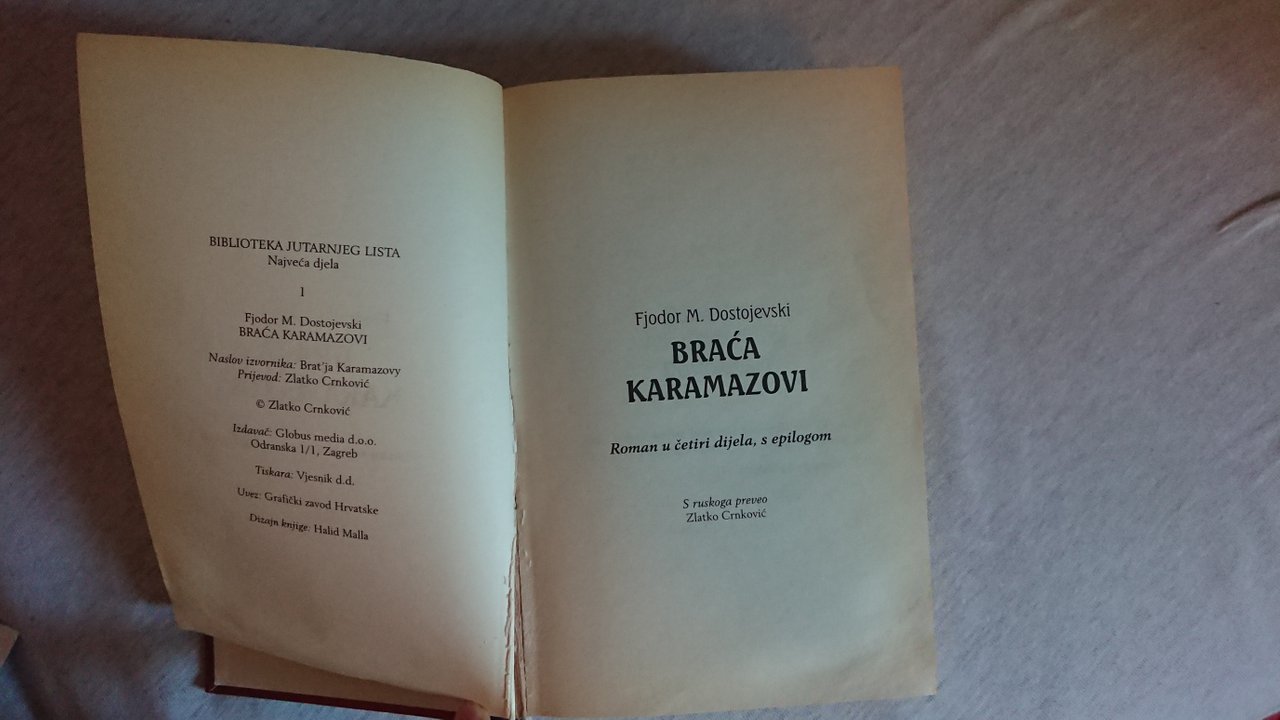 BIBLIOTEKA JUTARNJEG LISTA
Najveća djela
1
Fjodor M. Dostojevski
BRAĆA KARAMAZOVI
Naslov izvornika: Brat'ja Karamazovy
Prijevod: Zlatko Crnković
© Zlatko Crnković
Izdavač: Globus media d.o.o.
Odranska 1/1, Zagreb
Tiskara: Vjesnik d.d.
Uvez: Grafički zavod Hrvatske
Dizajn knjige: Halid Malla
Fjodor M. Dostojevski
BRAĆA
KARAMAZOVI
Roman u četiri dijela, s epilogom
S ruskoga preveo
Zlatko Crnković